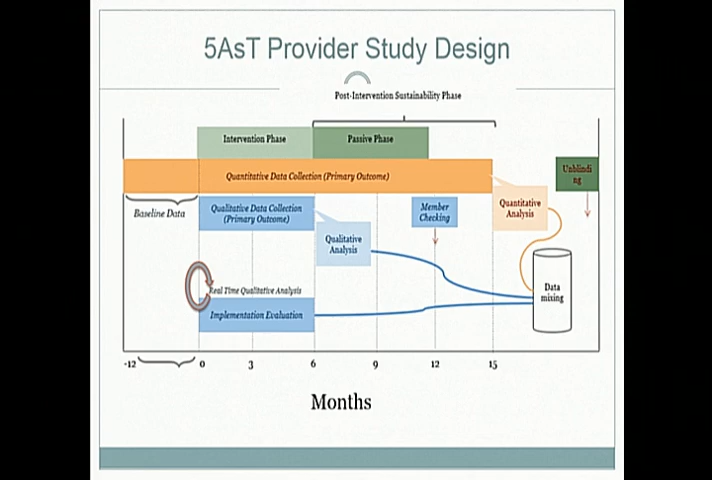 5AsT Provider Study Design
Post-Intervention Sustainability Phase
Intervention Phase
Passive Phase
Quantitative Data Collection (Primary Outcome)
Unblindi
ng
Baseline Data
Qualitative Data Collection
(Primary Outcome)
Member
Checking
Quantitative
Analysis
Qualitative
Analysis
Real Time Qualitative Analysis
Data
mixing
Implementation Evaluation
-12 0 3 6 9 12 15
Months